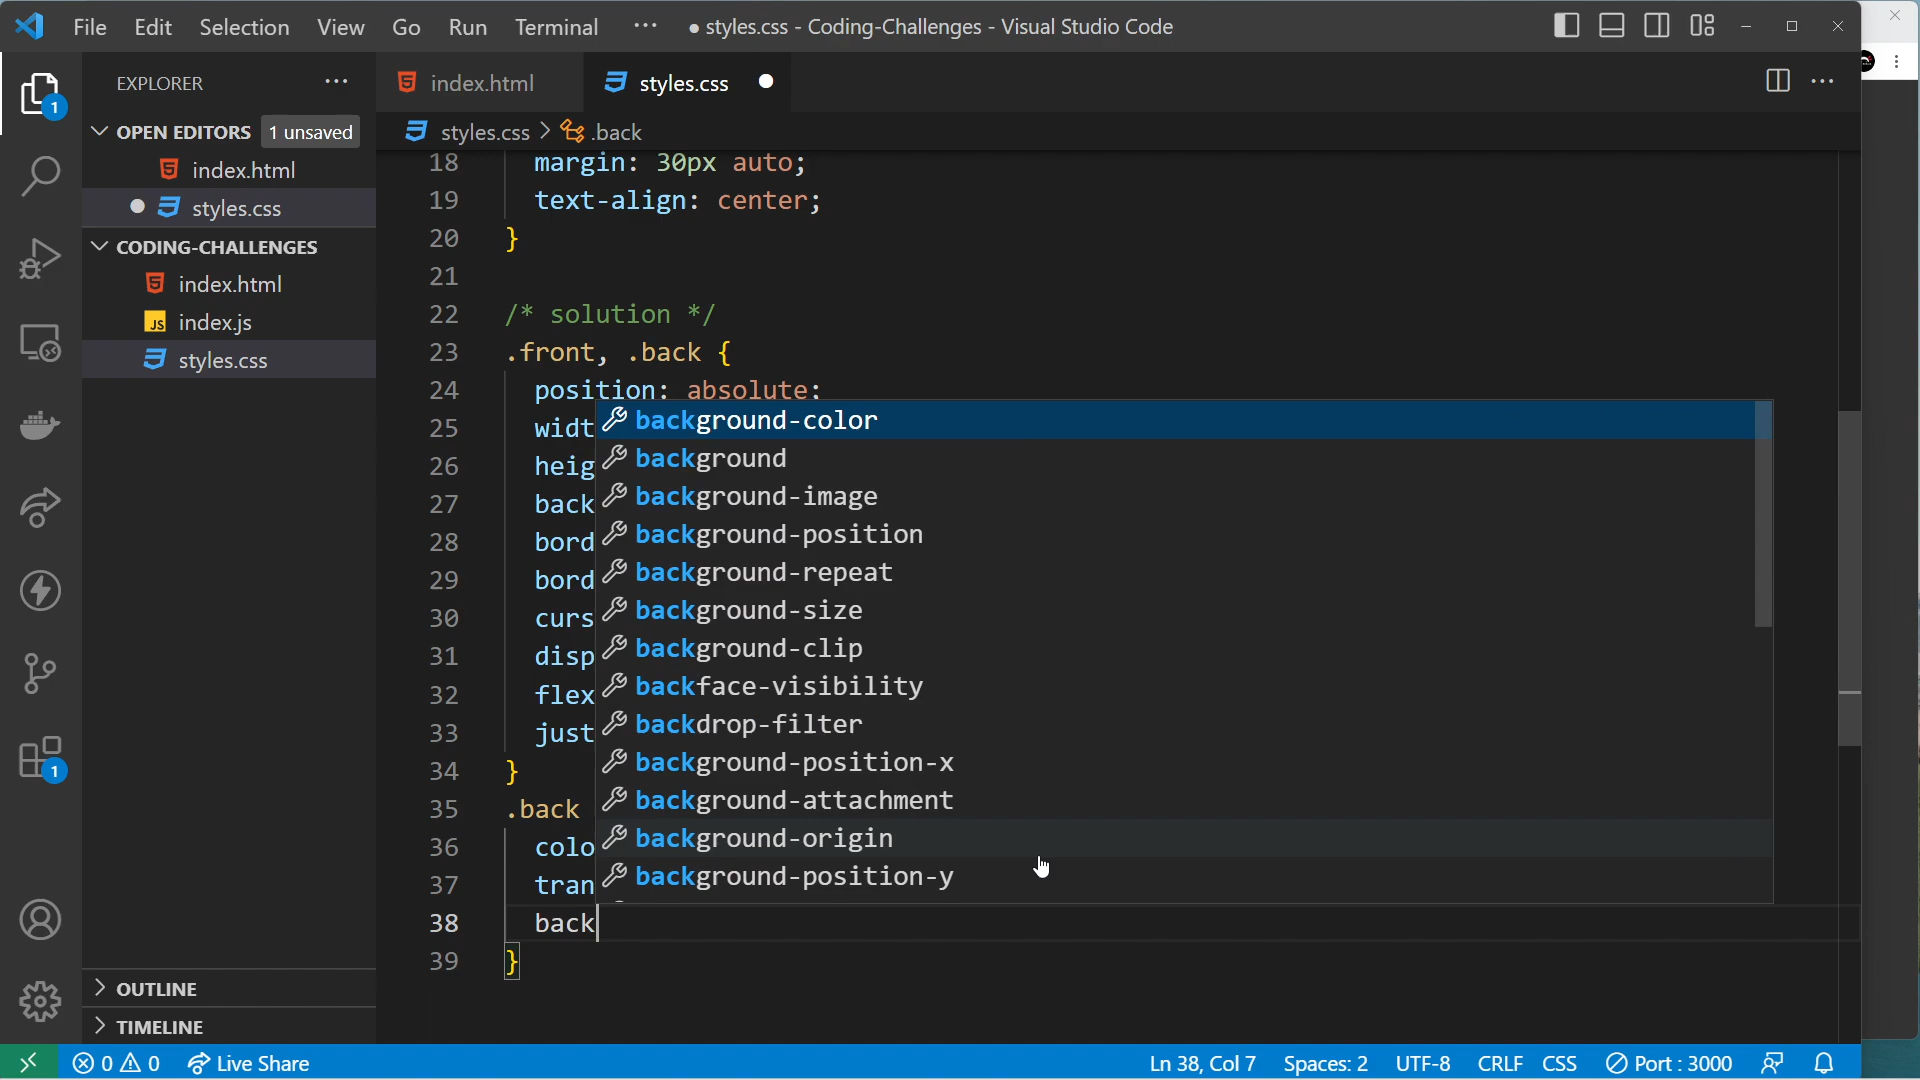 File Edit Selection View Go Run Terminal ··· ● styles.css - Coding-Challenges - Visual Studio Code
EXPLORER ···
index.html
styles.css
OPEN EDITORS 1 unsaved
styles.css > .back
index.html
styles.css
CODING-CHALLENGES
index.html
JS index.js
styles.css
18 margin: 30px auto;
19 text-align: center;
20 }
21
22 /* solution */
23 .front, .back {
24 position: absolute;
25 widt
26 heig
27 back
28 bord
29 bord
30 curs
31 disp
32 flex
33 just
34 }
35 .back
36 colo
37 tran
38 back
39 }
background-color
background
background-image
background-position
background-repeat
background-size
background-clip
backface-visibility
backdrop-filter
background-position-x
background-attachment
background-origin
background-position-y
1
1
OUTLINE
TIMELINE
0 0 Live Share Ln 38, Col 7 Spaces: 2 UTF-8 CRLF CSS Port : 3000